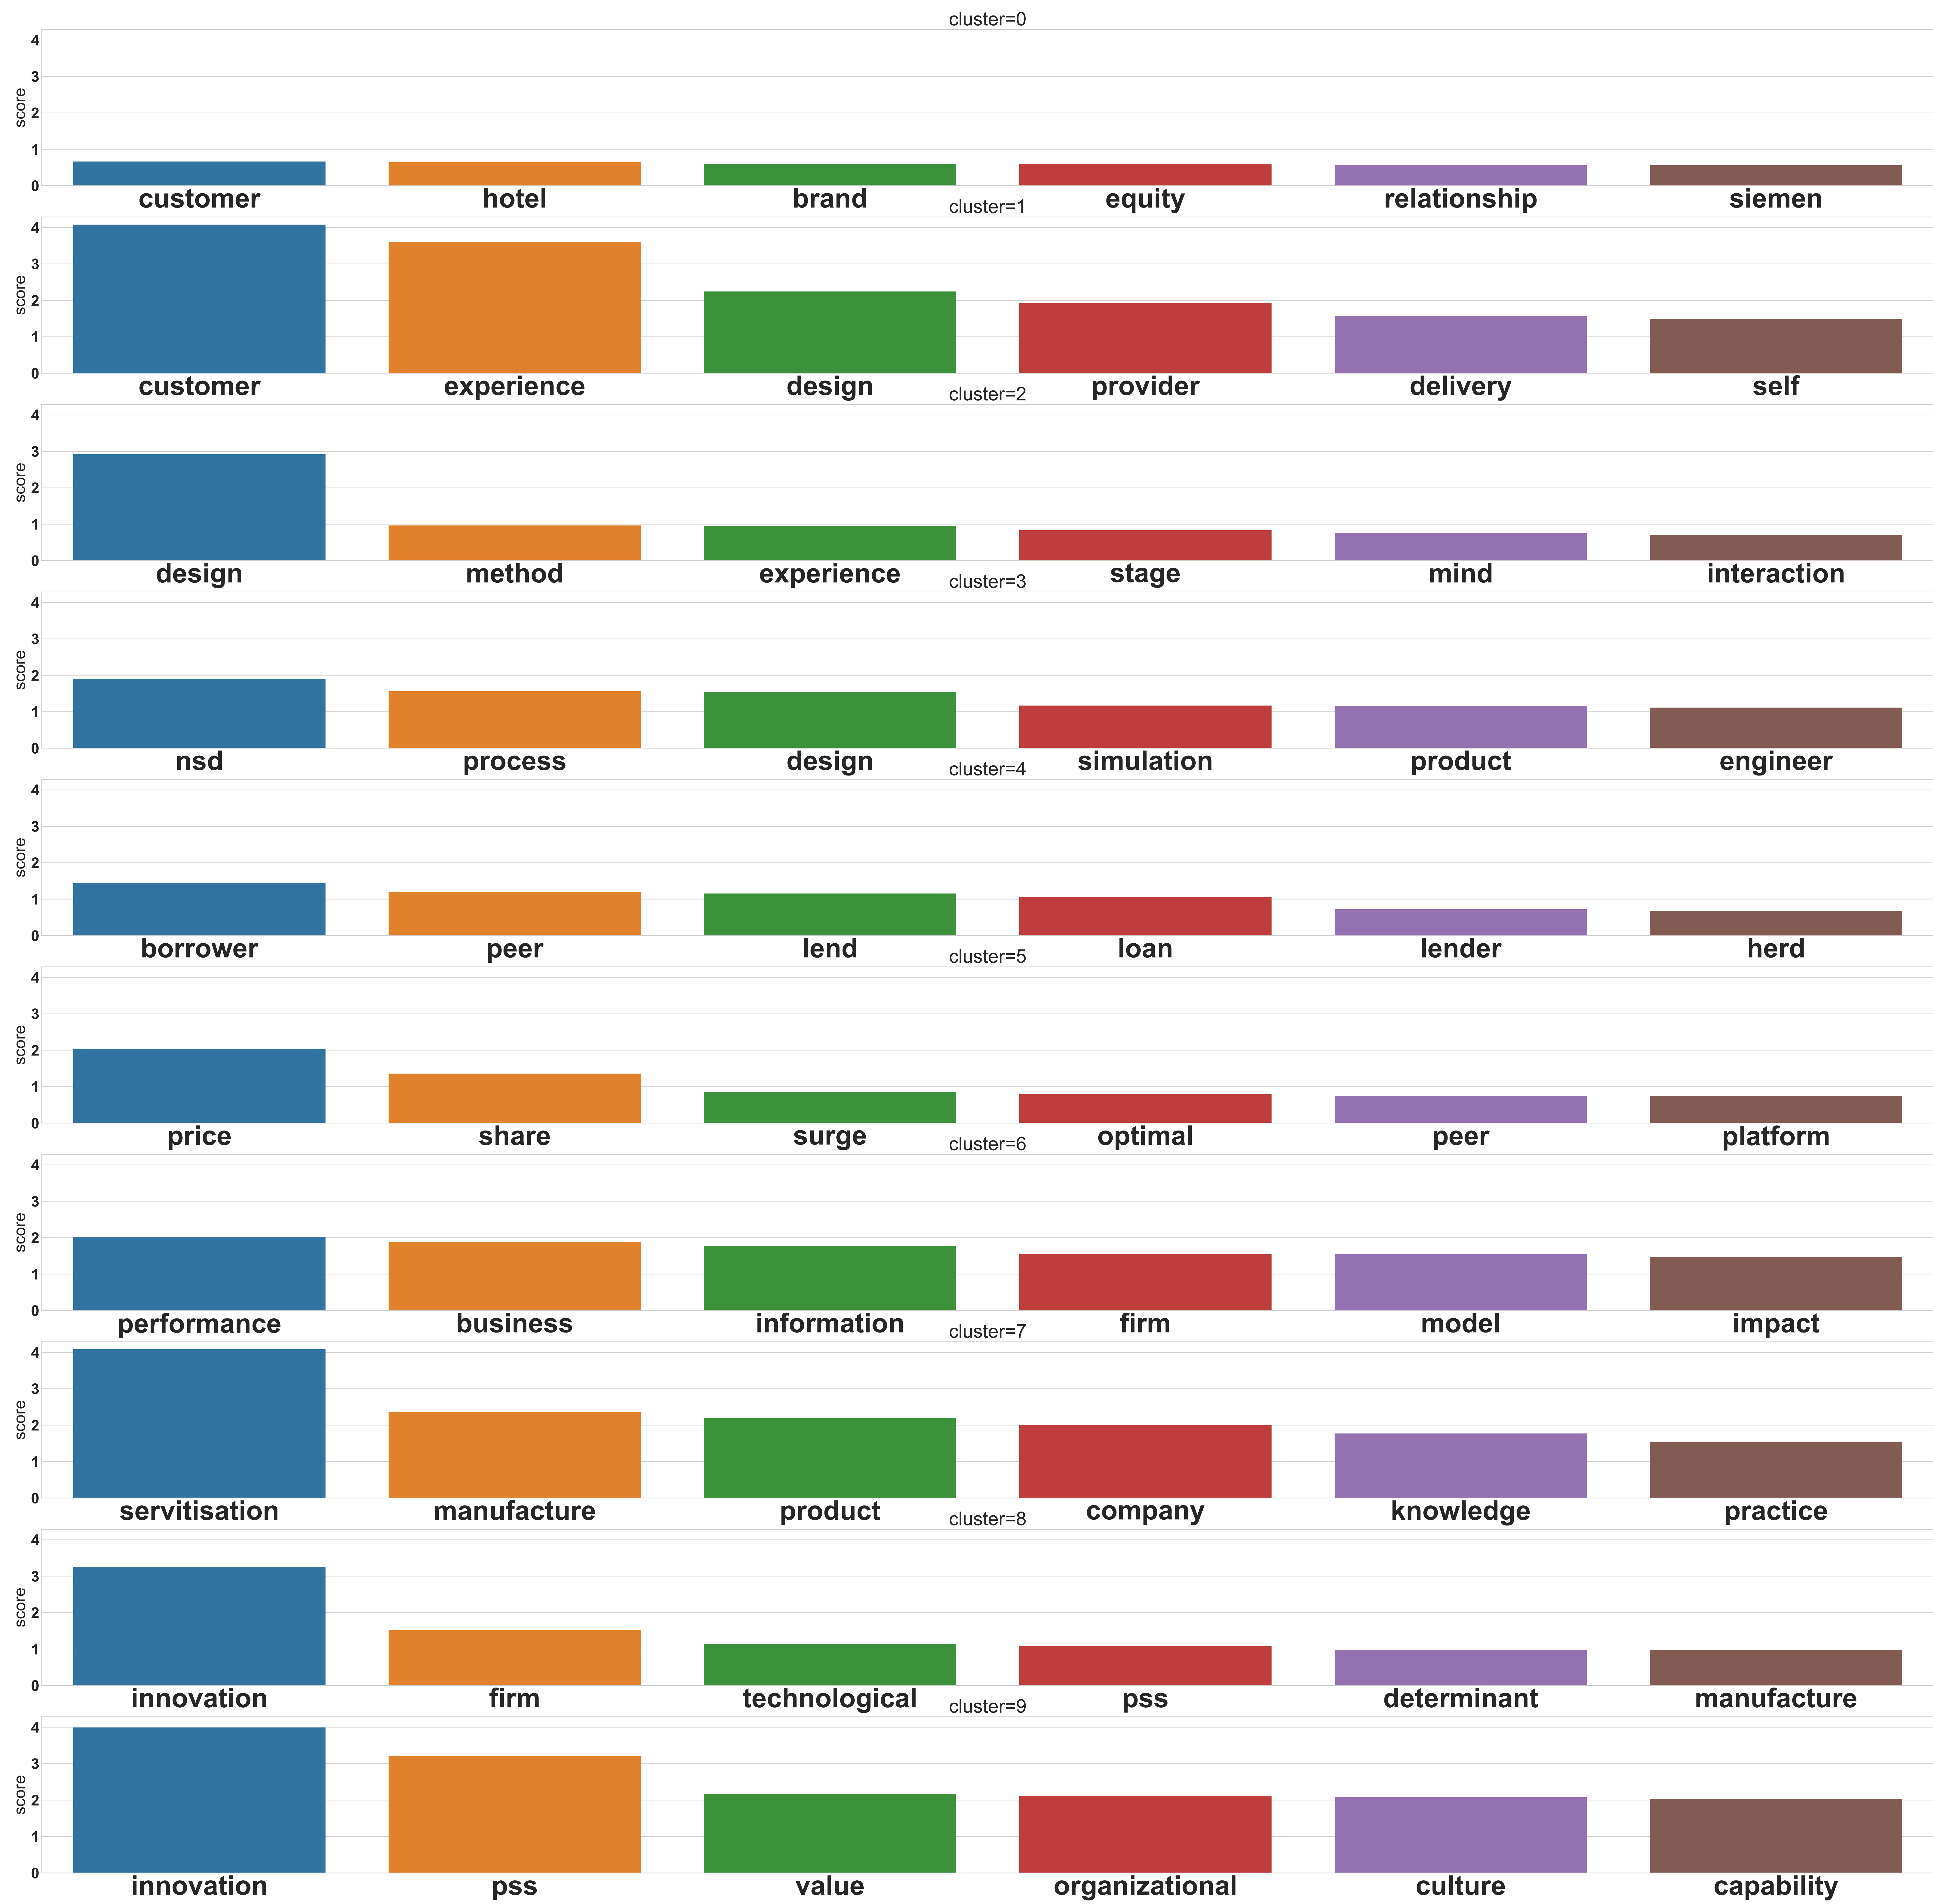 cluster=0
4
3
2
1
0
score
customer hotel brand equity relationship siemen
cluster=1
4
3
2
1
0
score
customer experience design provider delivery self
cluster=2
4
3
2
1
0
score
design method experience stage mind interaction
cluster=3
4
3
2
1
0
score
nsd process design simulation product engineer
cluster=4
4
3
2
1
0
score
borrower peer lend loan lender herd
cluster=5
4
3
2
1
0
score
price share surge optimal peer platform
cluster=6
4
3
2
1
0
score
performance business information firm model impact
cluster=7
4
3
2
1
0
score
servitisation manufacture product company knowledge practice
cluster=8
4
3
2
1
0
score
innovation firm technological pss determinant manufacture
cluster=9
4
3
2
1
0
score
innovation pss value organizational culture capability